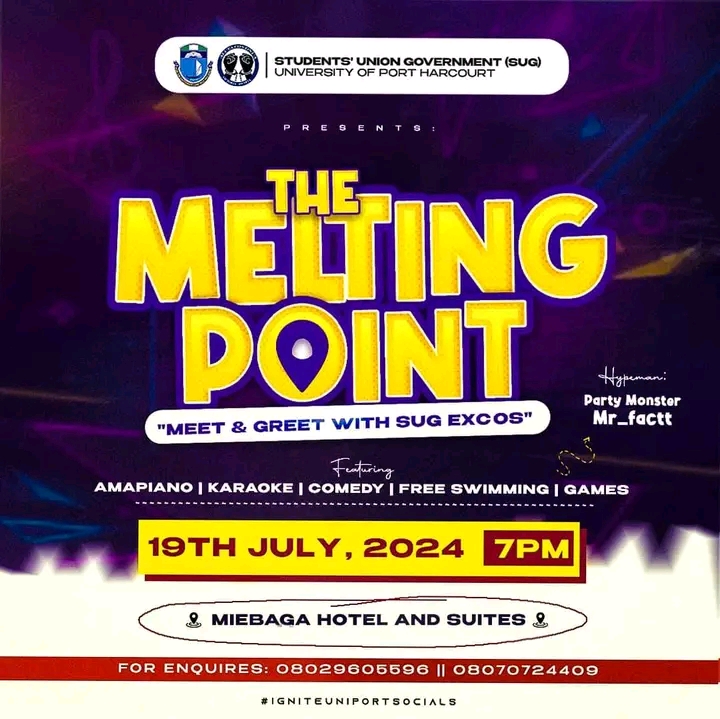 STUDENTS' UNION GOVERNMENT (SUG)
UNIVERSITY OF PORT HARCOURT
PRESENTS:
THE
MELTING
POINT
"MEET & GREET WITH SUG EXCOS"
Hypeman:
Party Monster
Mr_factt
Featuring
AMAPIANO | KARAOKE | COMEDY | FREE SWIMMING | GAMES
19TH JULY, 2024 7PM
MIEBAGA HOTEL AND SUITES
FOR ENQUIRES: 08029605596 || 08070724409
#IGNITEUNIPORTSOCIALS